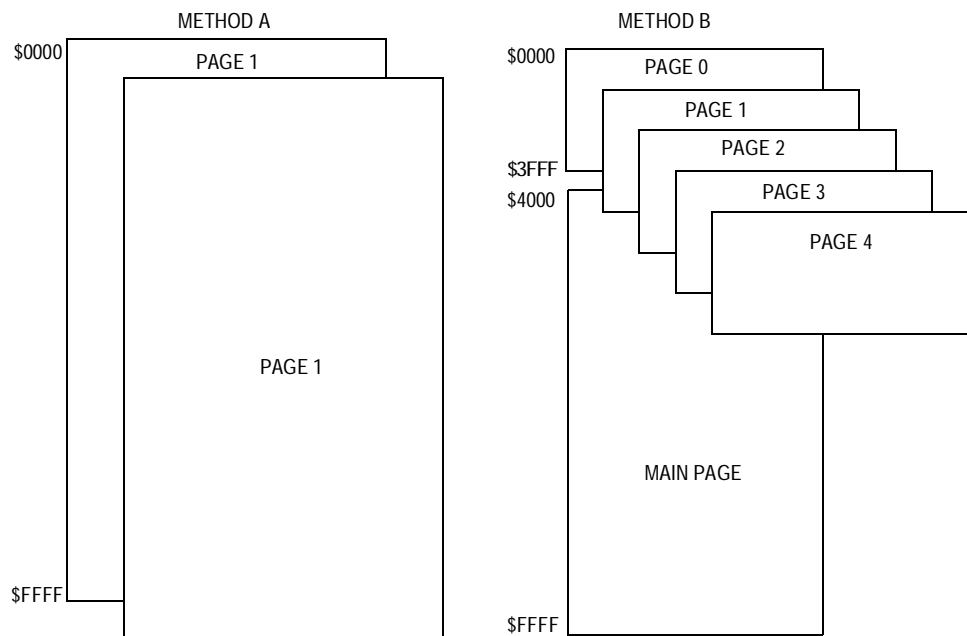 METHOD A
$0000
PAGE 1
PAGE 1
$FFFF
METHOD B
$0000
PAGE 0
PAGE 1
PAGE 2
$3FFF
PAGE 3
$4000
PAGE 4
MAIN PAGE
$FFFF